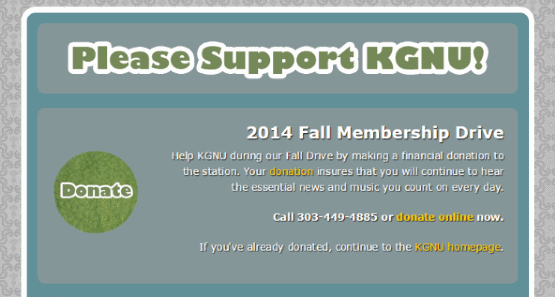 Please Support KGNU!
2014 Fall Membership Drive
Help KGNU during our Fall Drive by making a financial donation to
the station. Your donation insures that you will continue to hear
the essential news and music you count on every day.
Donate
Call 303-449-4885 or donate online now.
If you've already donated, continue to the KGNU homepage.